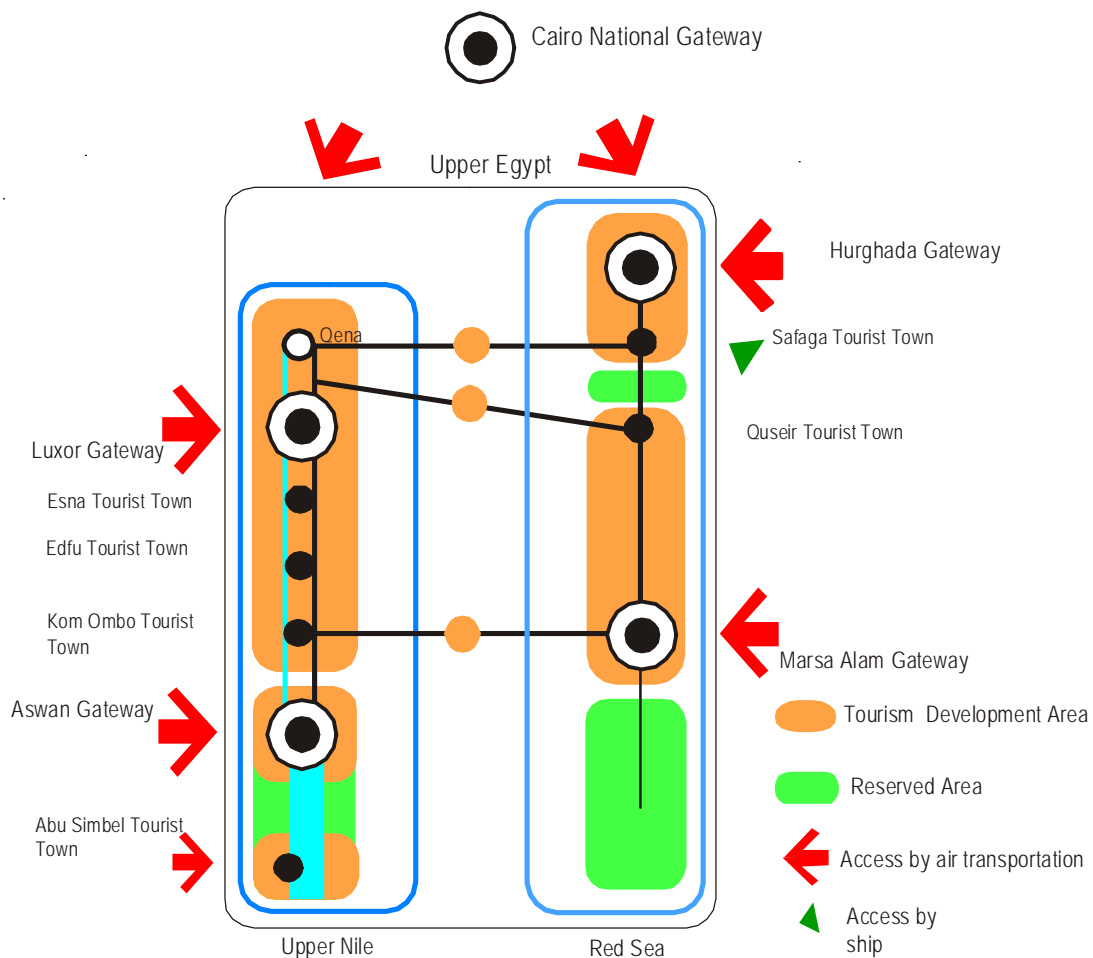 Cairo National Gateway
Upper Egypt
Hurghada Gateway
Qena
Safaga Tourist Town
Quseir Tourist Town
Luxor Gateway
Esna Tourist Town
Edfu Tourist Town
Kom Ombo Tourist
Town
Marsa Alam Gateway
Aswan Gateway
Tourism Development Area
Reserved Area
Abu Simbel Tourist
Town
Access by air transportation
Access by
ship
Upper Nile
Red Sea